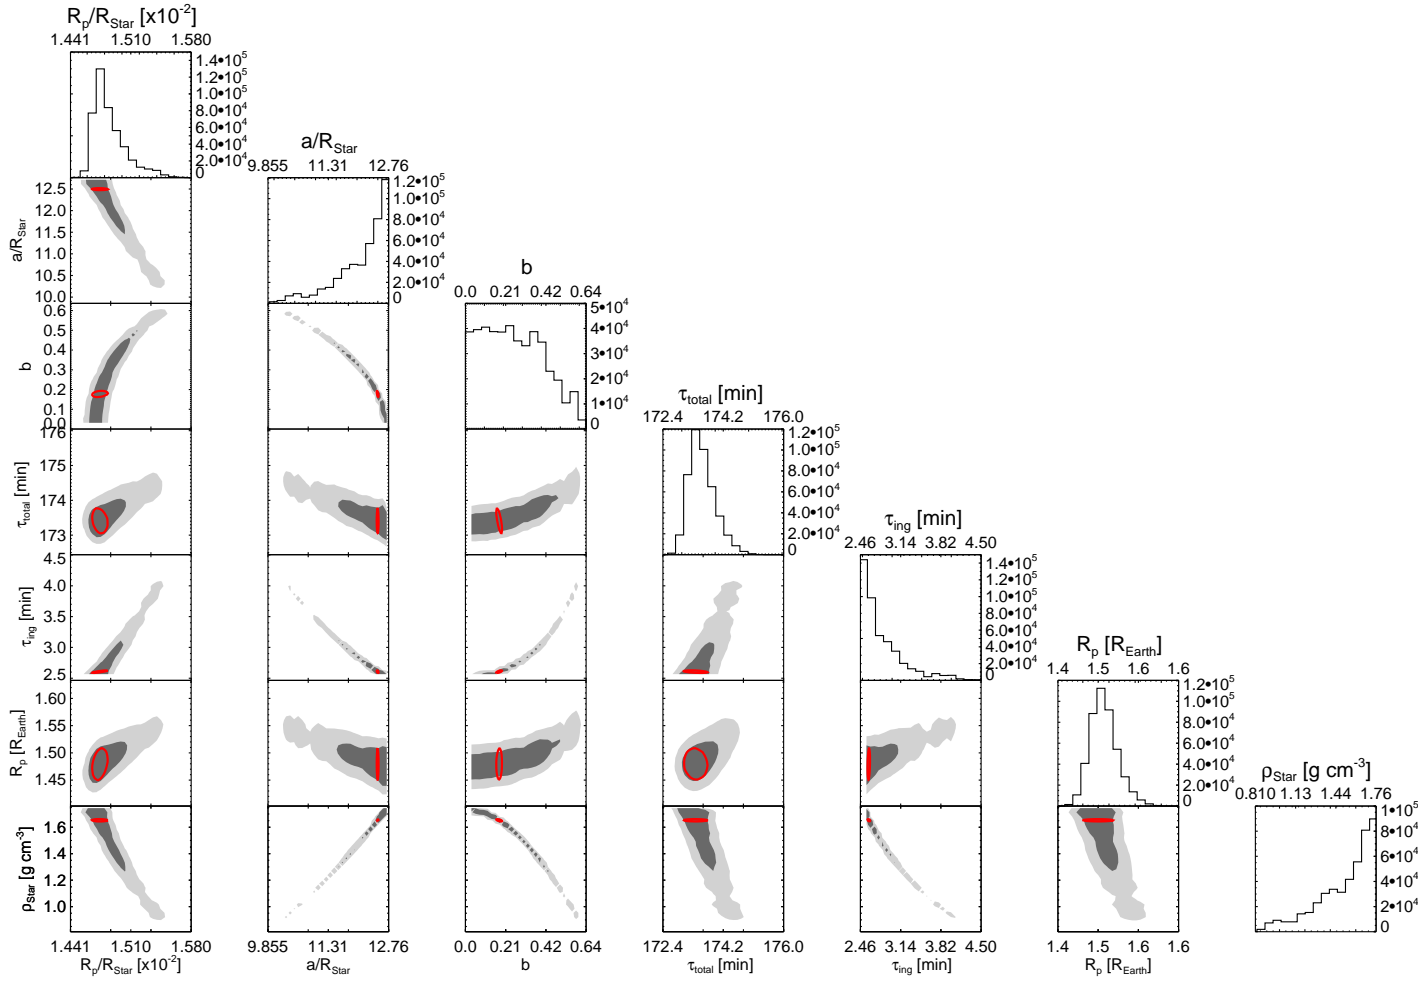 R_p/R_Star [x10^-2]
1.441 1.510 1.580
1.4•10^5
1.2•10^5
1.0•10^5
8.0•10^4
6.0•10^4
4.0•10^4
2.0•10^4
0
a/R_Star
9.855 11.31 12.76
12.5
12.0
11.5
11.0
10.5
10.0
a/R_Star
1.2•10^5
1.0•10^5
8.0•10^4
6.0•10^4
4.0•10^4
2.0•10^4
0
b
0.0 0.21 0.42 0.64
0.6
0.5
0.4
0.3
0.2
0.1
0.0
b
5•10^4
4•10^4
3•10^4
2•10^4
1•10^4
0
τ_total [min]
172.4 174.2 176.0
176
175
174
173
τ_total [min]
1.2•10^5
1.0•10^5
8.0•10^4
6.0•10^4
4.0•10^4
2.0•10^4
0
τ_ing [min]
2.46 3.14 3.82 4.50
4.5
4.0
3.5
3.0
2.5
τ_ing [min]
1.4•10^5
1.2•10^5
1.0•10^5
8.0•10^4
6.0•10^4
4.0•10^4
2.0•10^4
0
R_p [R_Earth]
1.4 1.5 1.6 1.6
1.60
1.55
1.50
1.45
R_p [R_Earth]
1.2•10^5
1.0•10^5
8.0•10^4
6.0•10^4
4.0•10^4
2.0•10^4
0
ρ_Star [g cm^-3]
0.810 1.13 1.44 1.76
1.6
1.4
1.2
1.0
ρ_Star [g cm^-3]
1•10^5
8•10^4
6•10^4
4•10^4
2•10^4
0
1.441 1.510 1.580
R_p/R_Star [x10^-2]
9.855 11.31 12.76
a/R_Star
0.0 0.21 0.42 0.64
b
172.4 174.2 176.0
τ_total [min]
2.46 3.14 3.82 4.50
τ_ing [min]
1.4 1.5 1.6 1.6
R_p [R_Earth]